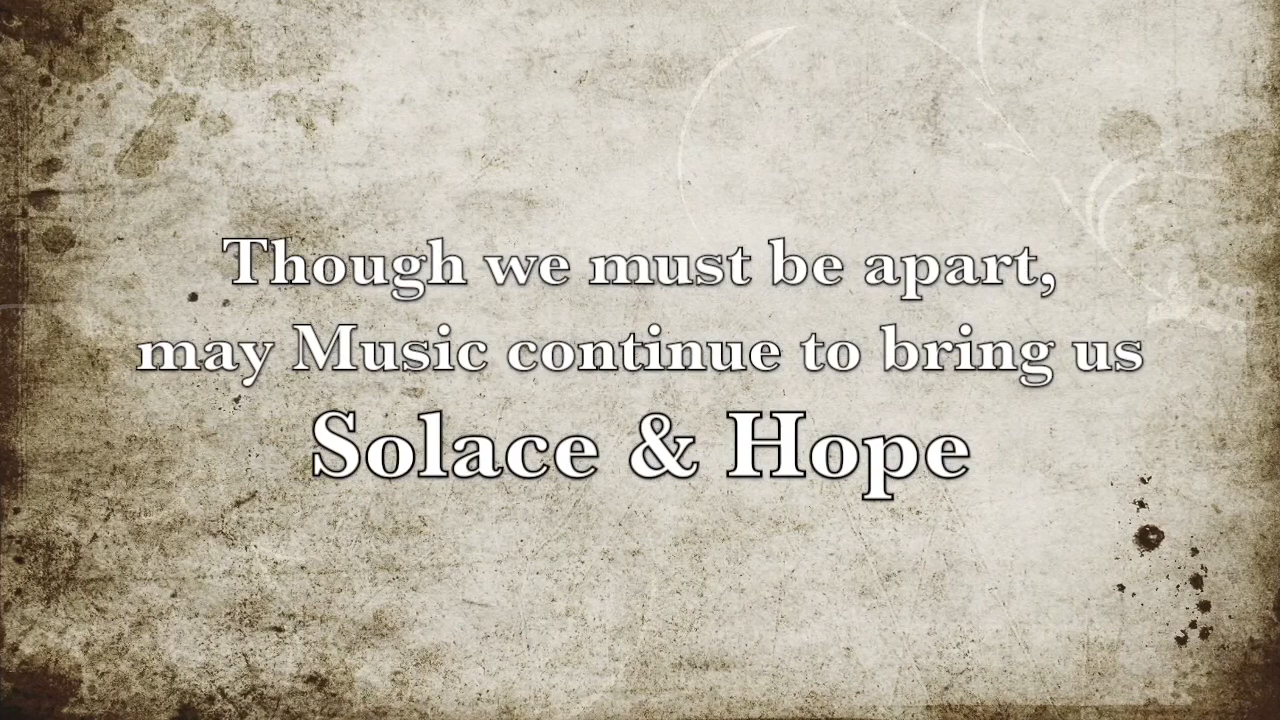 Though we must be apart,
may Music continue to bring us
Solace & Hope